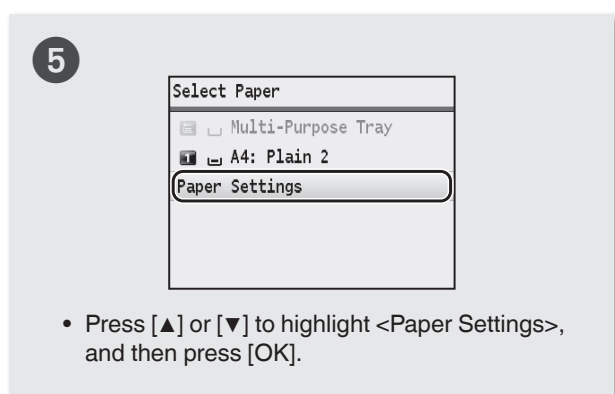 5
Select Paper
Multi-Purpose Tray
1 A4: Plain 2
Paper Settings
• Press [▲] or [▼] to highlight <Paper Settings>,
and then press [OK].